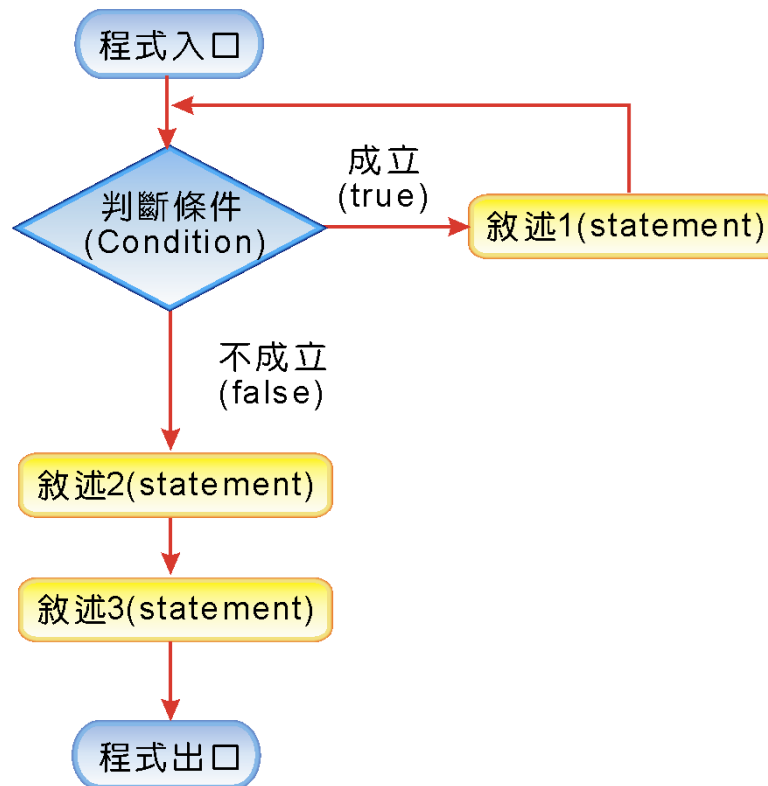 程式入口
判斷條件
(Condition)
成立
(true)
敘述1(statement)
不成立
(false)
敘述2(statement)
敘述3(statement)
程式出口